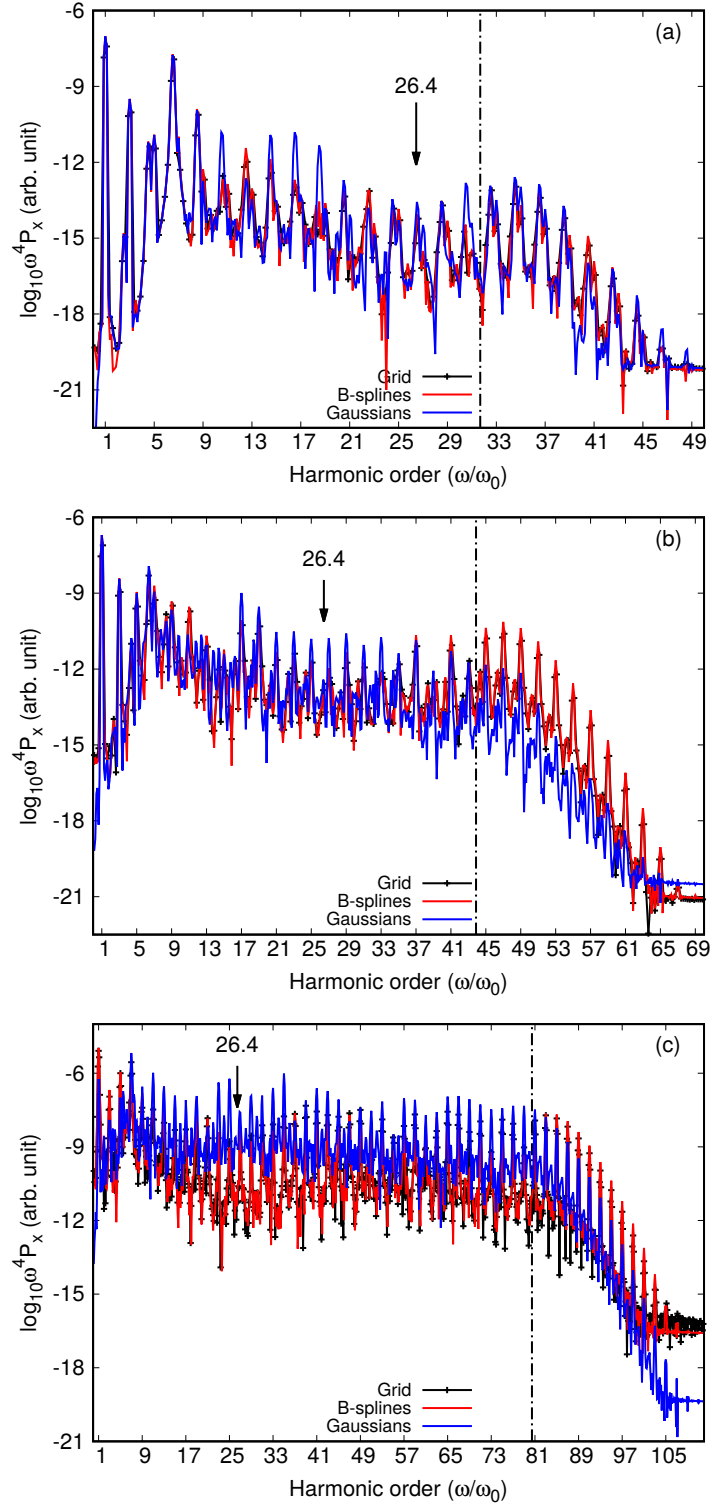 (a)
-6
-9
-12
-15
-18
-21
log10ω⁴Pₓ (arb. unit)
26.4
Grid
B-splines
Gaussians
1 5 9 13 17 21 25 29 33 37 41 45 49
Harmonic order (ω/ω₀)
(b)
-6
-9
-12
-15
-18
-21
log10ω⁴Pₓ (arb. unit)
26.4
Grid
B-splines
Gaussians
1 5 9 13 17 21 25 29 33 37 41 45 49 53 57 61 65 69
Harmonic order (ω/ω₀)
(c)
-6
-9
-12
-15
-18
-21
log10ω⁴Pₓ (arb. unit)
26.4
Grid
B-splines
Gaussians
1 9 17 25 33 41 49 57 65 73 81 89 97 105
Harmonic order (ω/ω₀)